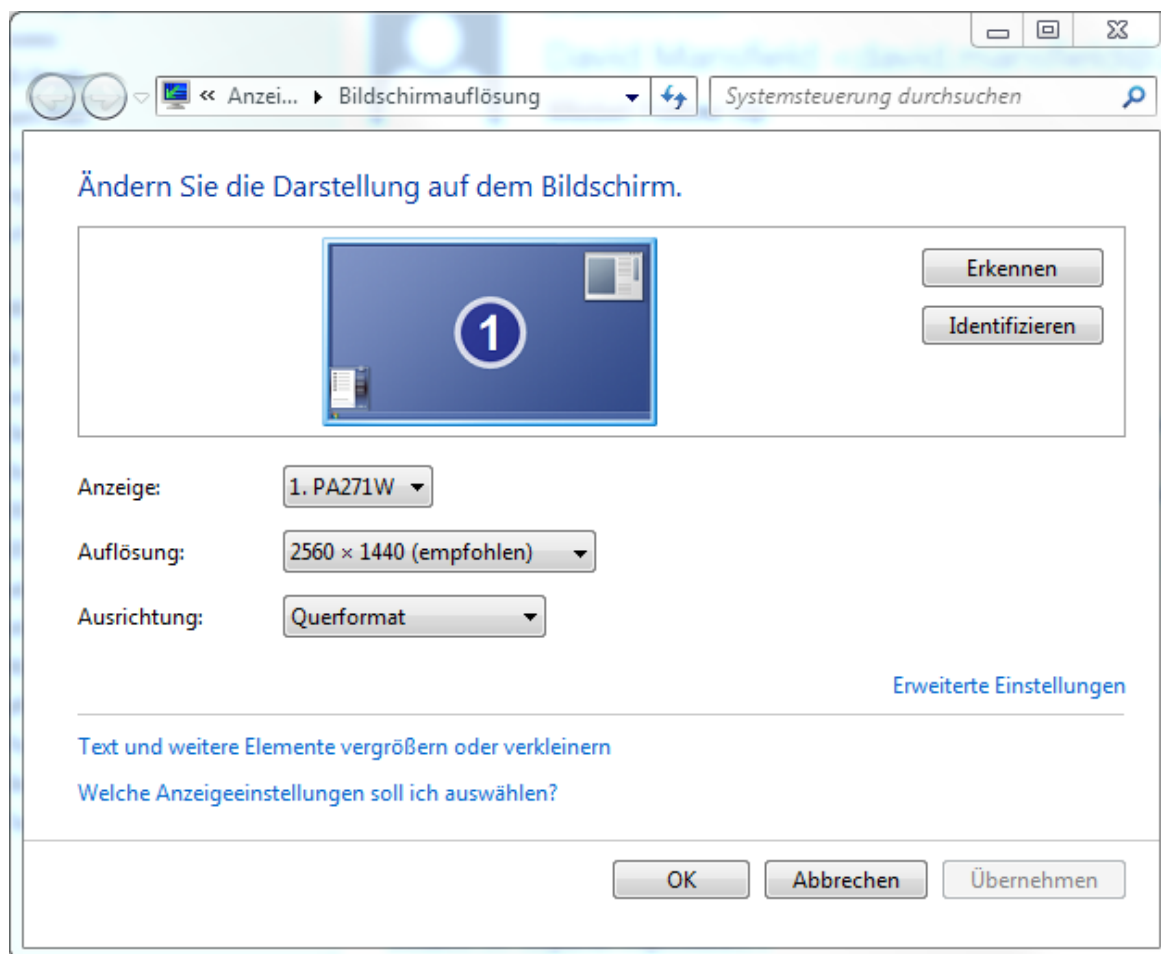 « Anzei... Bildschirmauflösung Systemsteuerung durchsuchen
Ändern Sie die Darstellung auf dem Bildschirm.
1
Erkennen
Identifizieren
Anzeige: 1. PA271W
Auflösung: 2560 × 1440 (empfohlen)
Ausrichtung: Querformat
Erweiterte Einstellungen
Text und weitere Elemente vergrößern oder verkleinern
Welche Anzeigeeinstellungen soll ich auswählen?
OK Abbrechen Übernehmen